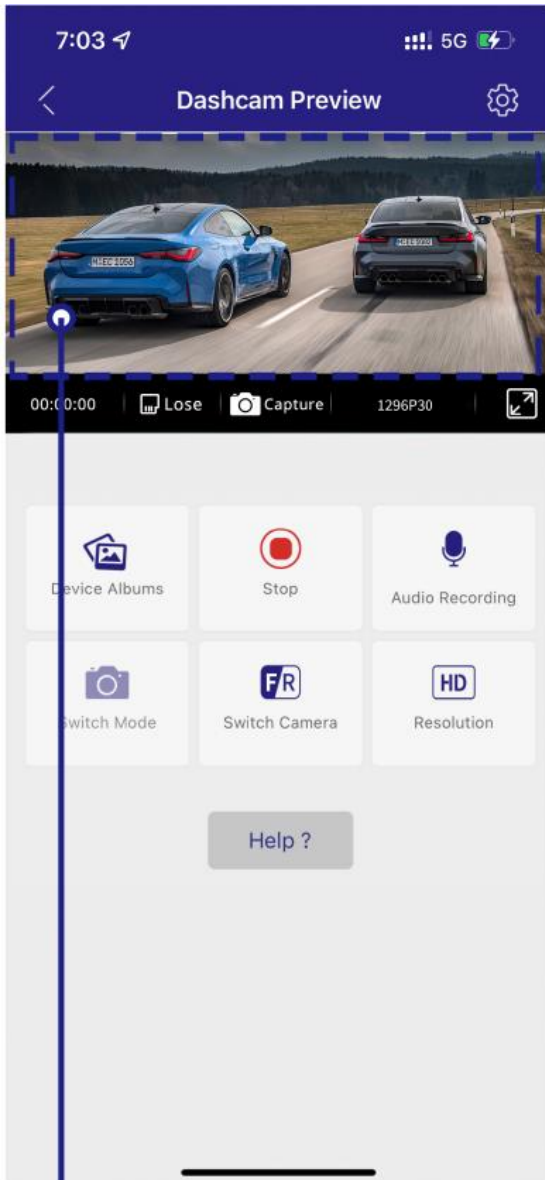 7:03 5G
Dashcam Preview
00:00:00 Lose Capture 1296P30
Device Albums Stop Audio Recording
F/R HD
Switch Mode Switch Camera Resolution
Help ?